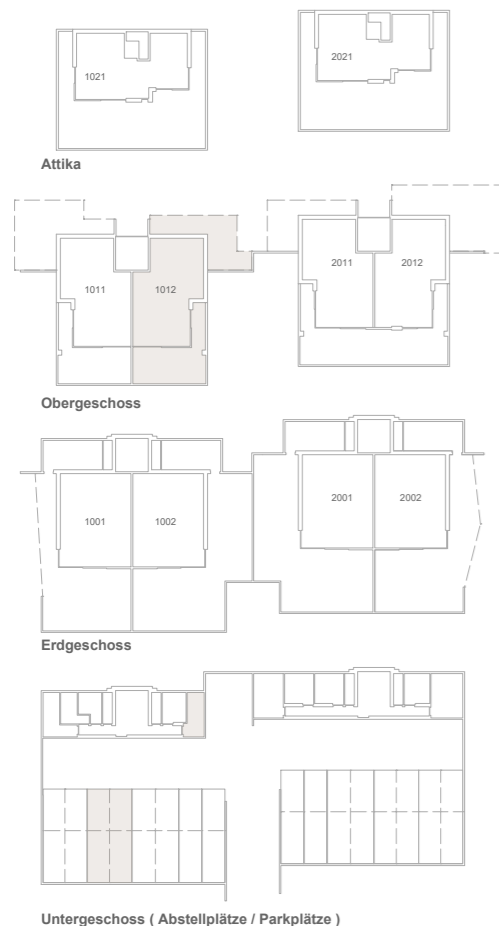 1021
2021
Attika
1011
1012
2011
2012
Obergeschoss
1001
1002
2001
2002
Erdgeschoss
Untergeschoss ( Abstellplätze / Parkplätze )